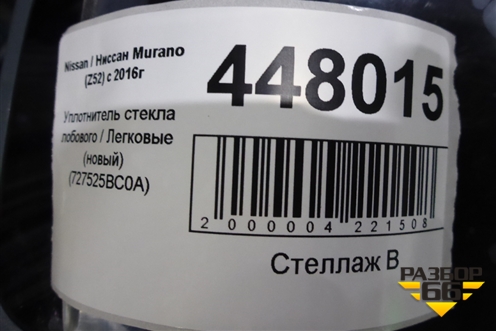 Nissan / Ниссан Murano
(Z52) с 2016г
Уплотнитель стекла
лобового / Легковые
(новый)
(727525BC0A)
448015
2 000004 221508
Стеллаж В
РАЗБОР
66